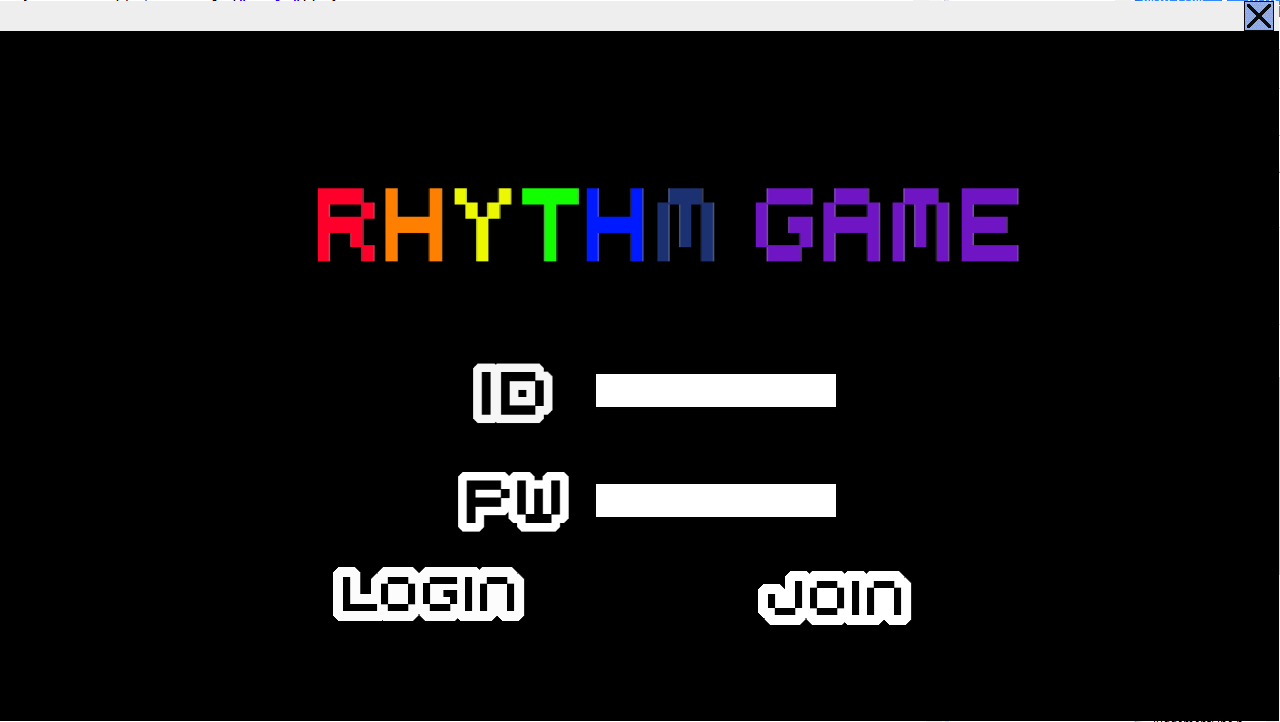 RHYTHM GAME
ID
PW
LOGIN JOIN